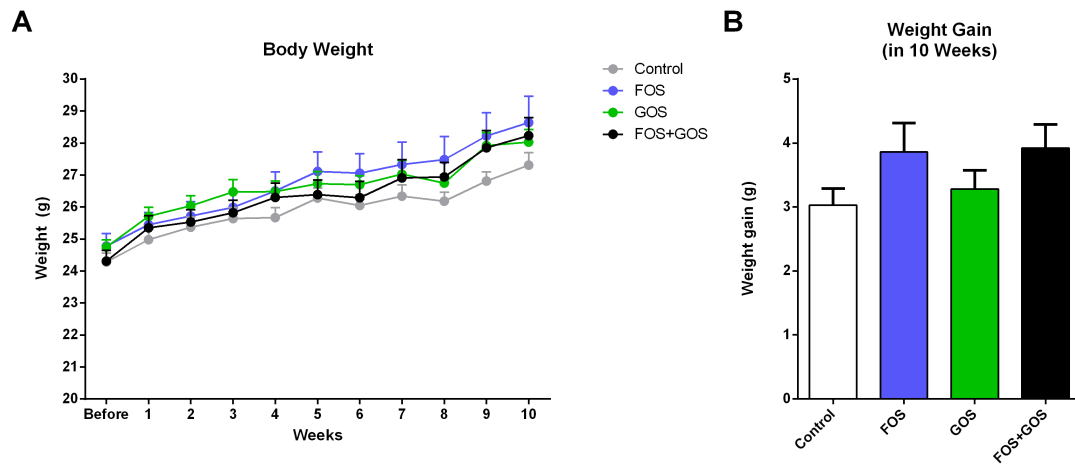 A
Body Weight
Weight (g)
30
29
28
27
26
25
24
23
22
21
20
Before 1 2 3 4 5 6 7 8 9 10
Weeks
Control
FOS
GOS
FOS+GOS
B
Weight Gain
(in 10 Weeks)
Weight gain (g)
5
4
3
2
1
0
Control
FOS
GOS
FOS+GOS